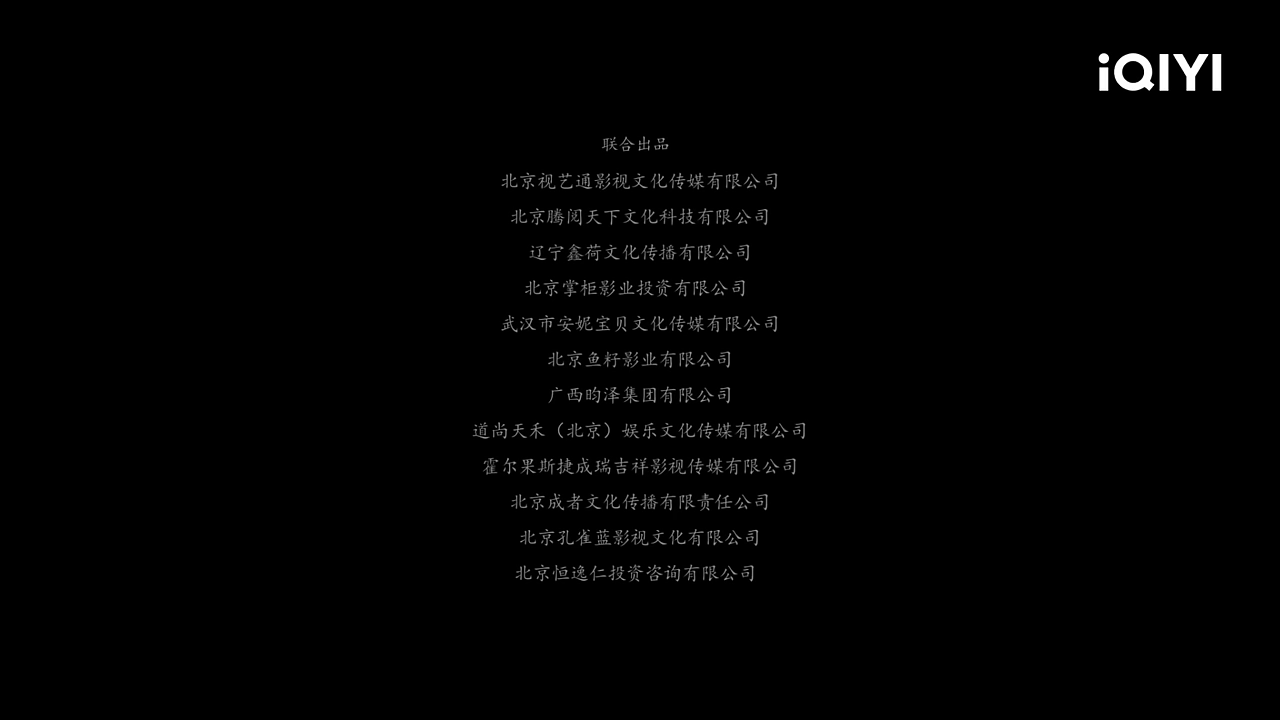 iQIYI
联合出品
北京视艺通影视文化传媒有限公司
北京腾阅天下文化科技有限公司
辽宁鑫荷文化传播有限公司
北京掌柜影业投资有限公司
武汉市安妮宝贝文化传媒有限公司
北京鱼籽影业有限公司
广西昀泽集团有限公司
道尚天禾（北京）娱乐文化传媒有限公司
霍尔果斯捷成瑞吉祥影视传媒有限公司
北京成者文化传播有限责任公司
北京孔雀蓝影视文化有限公司
北京恒逸仁投资咨询有限公司